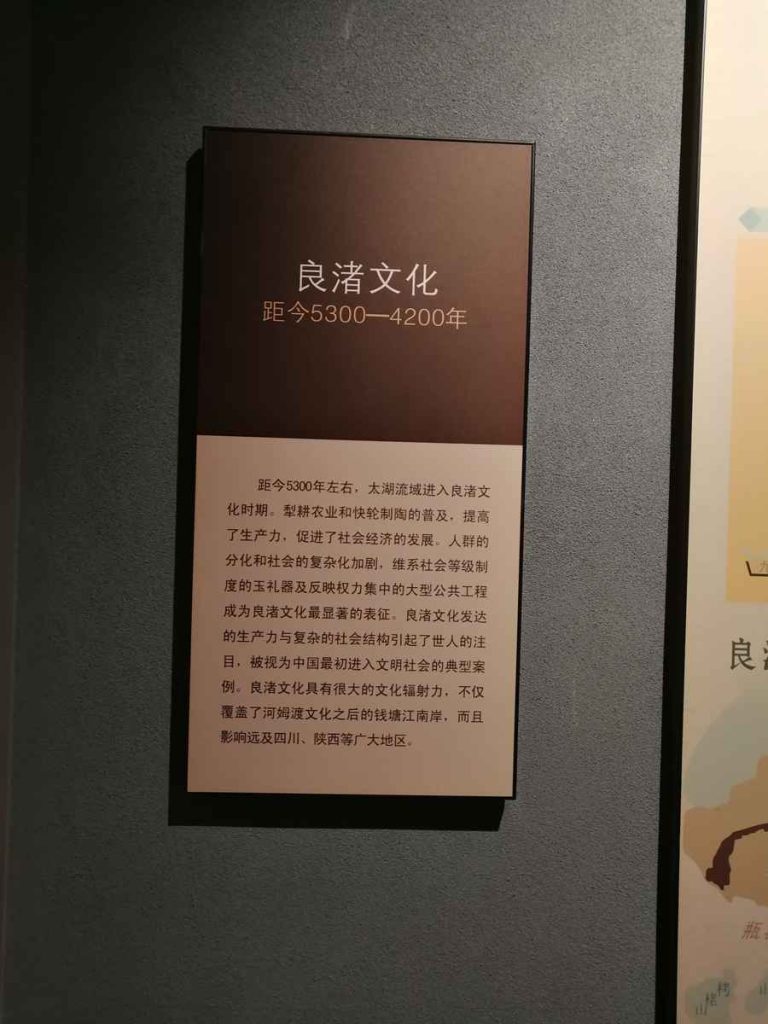 良渚文化
距今5300—4200年
距今5300年左右，太湖流域进入良渚文
化时期。犁耕农业和快轮制陶的普及，提高
了生产力，促进了社会经济的发展。人群的
分化和社会的复杂化加剧，维系社会等级制
度的玉礼器及反映权力集中的大型公共工程
成为良渚文化最显著的表征。良渚文化发达
的生产力与复杂的社会结构引起了世人的注
目，被视为中国最初进入文明社会的典型案
例。良渚文化具有很大的文化辐射力，不仅
覆盖了河姆渡文化之后的钱塘江南岸，而且
影响远及四川、陕西等广大地区。
良
瓶
山